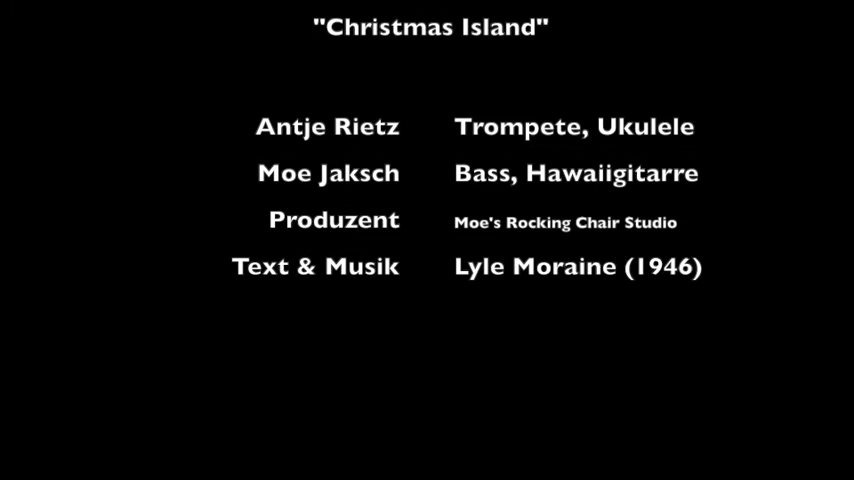 "Christmas Island"
Antje Rietz Trompete, Ukulele
Moe Jaksch Bass, Hawaiigitarre
Produzent Moe's Rocking Chair Studio
Text & Musik Lyle Moraine (1946)